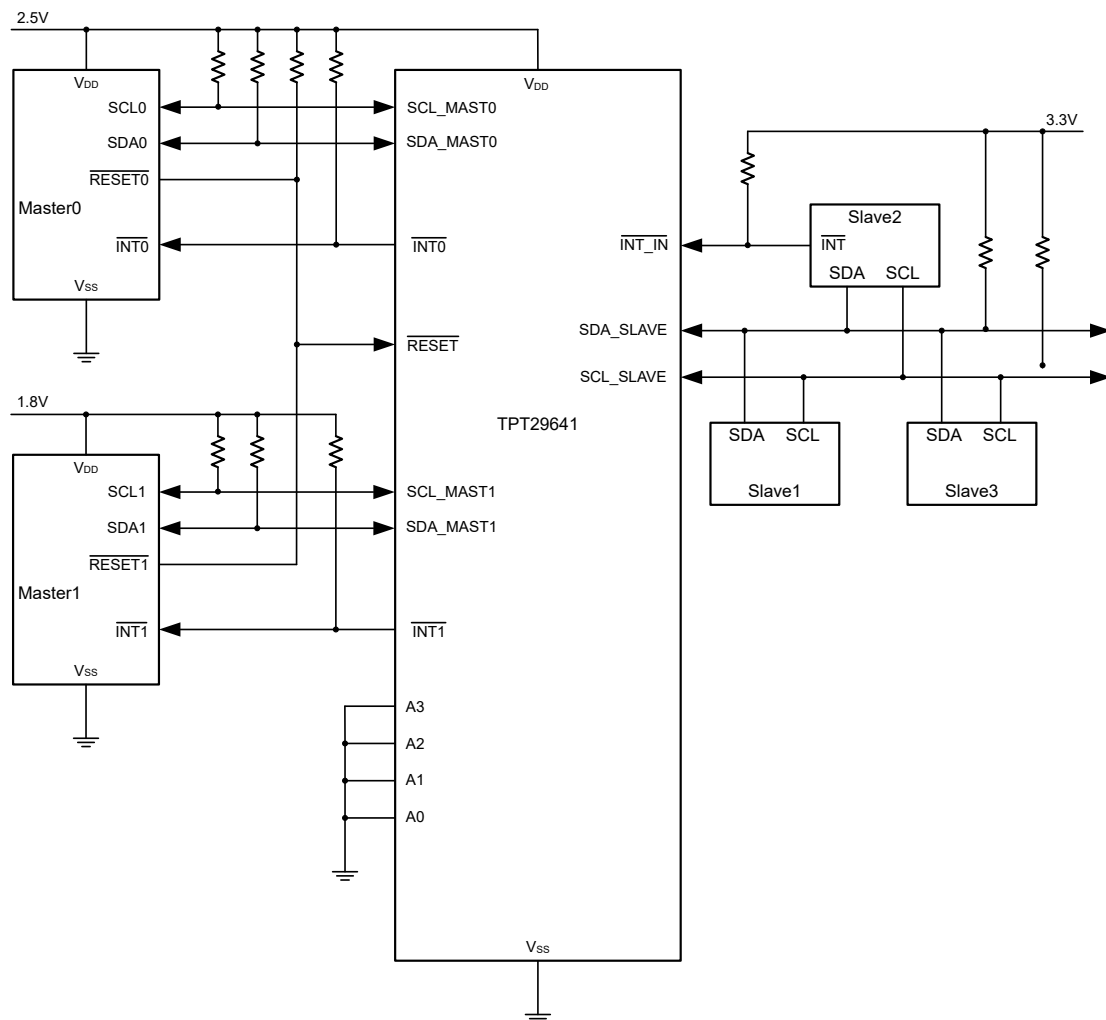 2.5V
VDD
SCL0
SDA0
RESET0
Master0
INT0
VSS
1.8V
VDD
SCL1
SDA1
RESET1
Master1
INT1
VSS
VDD
SCL_MAST0
SDA_MAST0
INT0
RESET
TPT29641
SCL_MAST1
SDA_MAST1
INT1
A3
A2
A1
A0
VSS
INT_IN
SDA_SLAVE
SCL_SLAVE
3.3V
Slave2
INT
SDA SCL
SDA SCL
Slave1
SDA SCL
Slave3